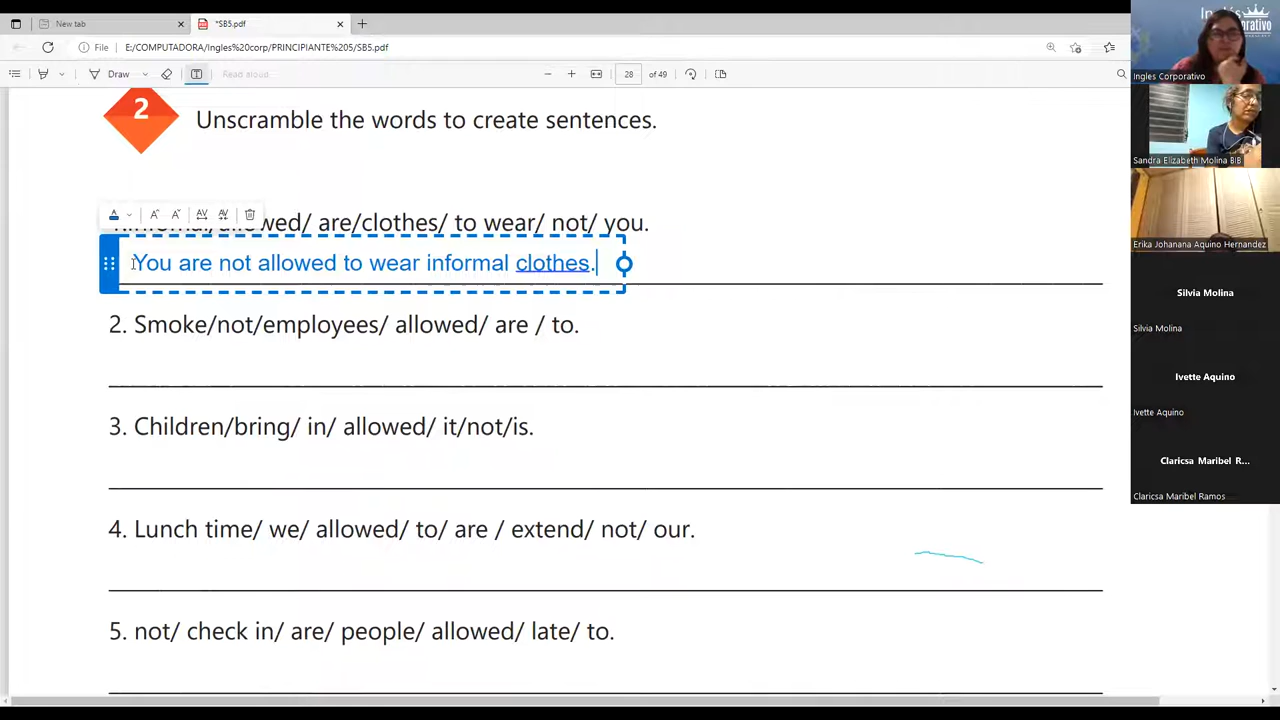 New tab
*SB5.pdf
File
E:/COMPUTADORA/Ingles%20corp/PRINCIPIANTE%205/SB5.pdf
Draw
Read aloud
28 of 49
2
Unscramble the words to create sentences.
allowed/ are/clothes/ to wear/ not/ you.
You are not allowed to wear informal clothes.
2. Smoke/not/employees/ allowed/ are / to.
3. Children/bring/ in/ allowed/ it/not/is.
4. Lunch time/ we/ allowed/ to/ are / extend/ not/ our.
5. not/ check in/ are/ people/ allowed/ late/ to.
Ingles Corporativo
Sandra Elizabeth Molina BIB
Erika Johanana Aquino Hernandez
Silvia Molina
Silvia Molina
Ivette Aquino
Ivette Aquino
Claricsa Maribel R...
Claricsa Maribel Ramos